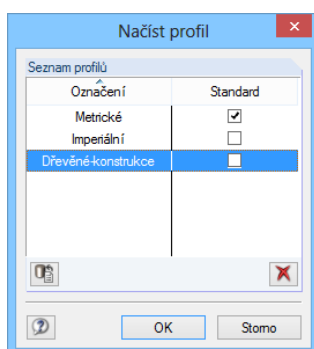 Načíst profil
Seznam profilů
Označení Standard
Metrické
Imperiální
Dřevěné-konstrukce
OK Storno